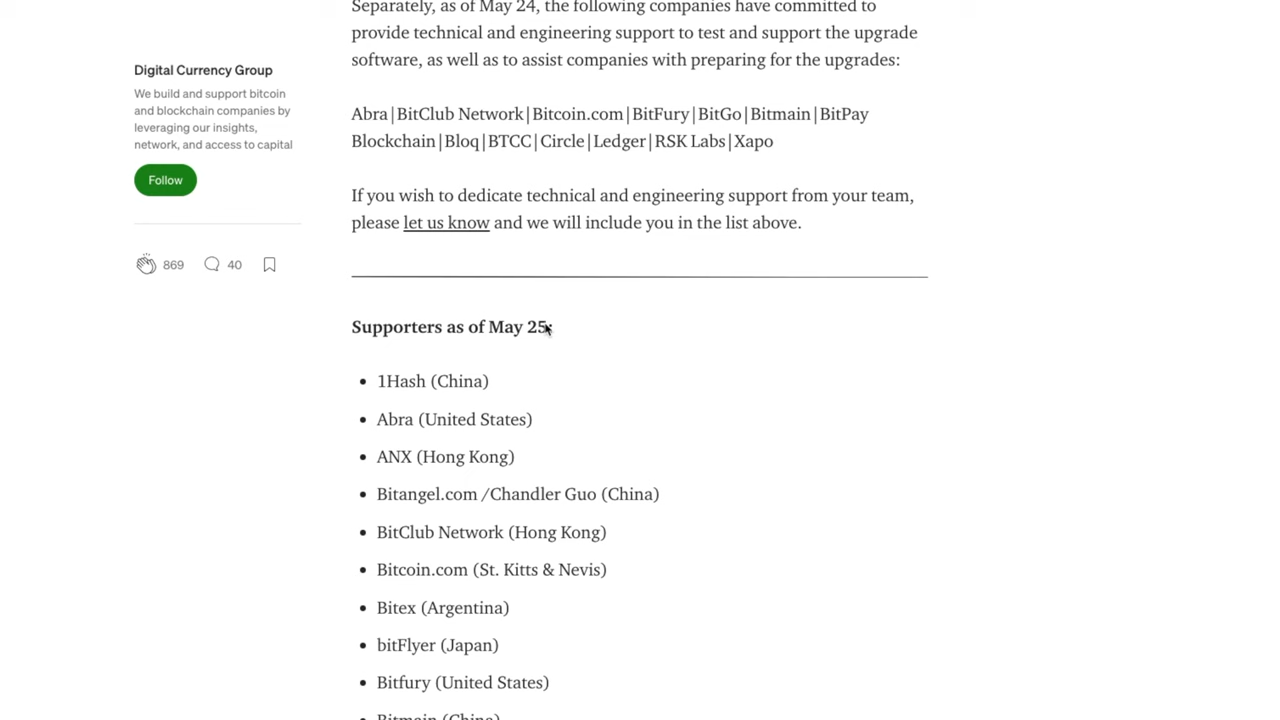 Separately, as of May 24, the following companies have committed to
provide technical and engineering support to test and support the upgrade
software, as well as to assist companies with preparing for the upgrades:
Digital Currency Group
We build and support bitcoin
and blockchain companies by
leveraging our insights,
network, and access to capital
Follow
869 40
Abra|BitClub Network|Bitcoin.com|BitFury|BitGo|Bitmain|BitPay
Blockchain|Bloq|BTCC|Circle|Ledger|RSK Labs|Xapo
If you wish to dedicate technical and engineering support from your team,
please let us know and we will include you in the list above.
Supporters as of May 25:
• 1Hash (China)
• Abra (United States)
• ANX (Hong Kong)
• Bitangel.com /Chandler Guo (China)
• BitClub Network (Hong Kong)
• Bitcoin.com (St. Kitts & Nevis)
• Bitex (Argentina)
• bitFlyer (Japan)
• Bitfury (United States)
• Bitmain (China)